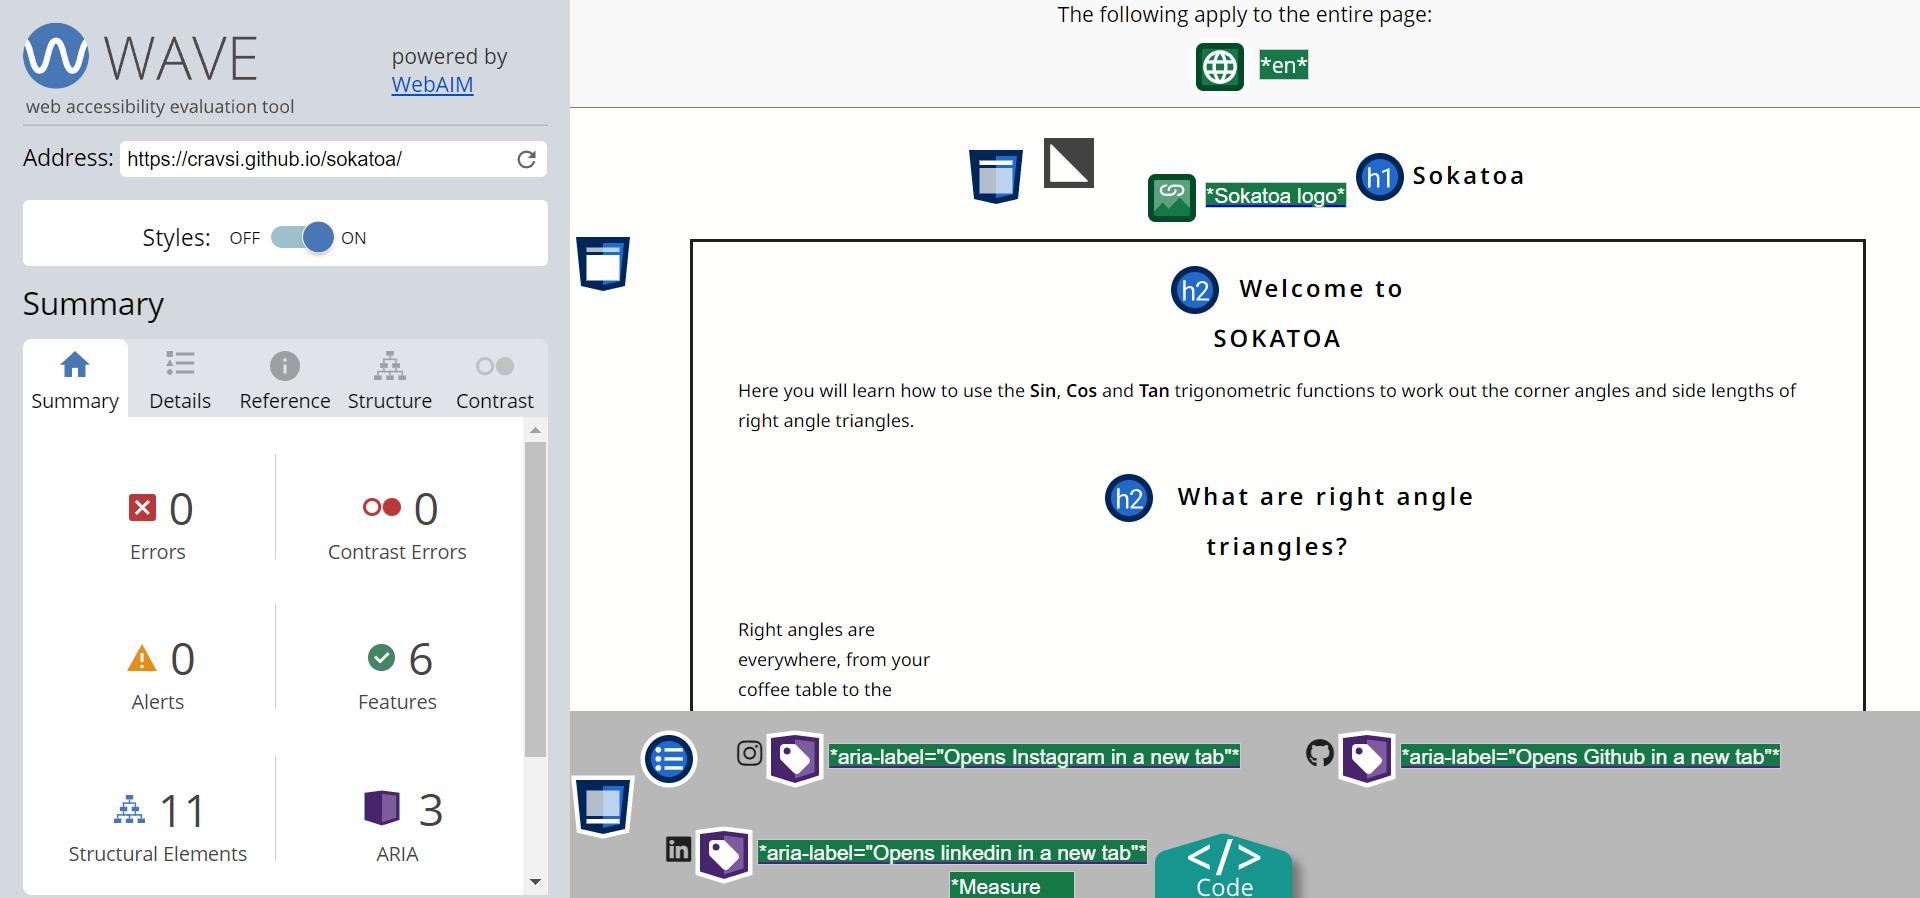 WAVE
powered by
WebAIM
web accessibility evaluation tool
Address: https://cravsi.github.io/sokatoa/
Styles: OFF ON
Summary
Summary Details Reference Structure Contrast
0 0
Errors Contrast Errors
0 6
Alerts Features
11 3
Structural Elements ARIA
The following apply to the entire page:
*en*
*Sokatoa logo* h1 Sokatoa
h2 Welcome to
SOKATOA
Here you will learn how to use the Sin, Cos and Tan trigonometric functions to work out the corner angles and side lengths of
right angle triangles.
h2 What are right angle
triangles?
Right angles are
everywhere, from your
coffee table to the
*aria-label="Opens Instagram in a new tab"* *aria-label="Opens Github in a new tab"*
in *aria-label="Opens linkedin in a new tab"*
*Measure
</>
Code